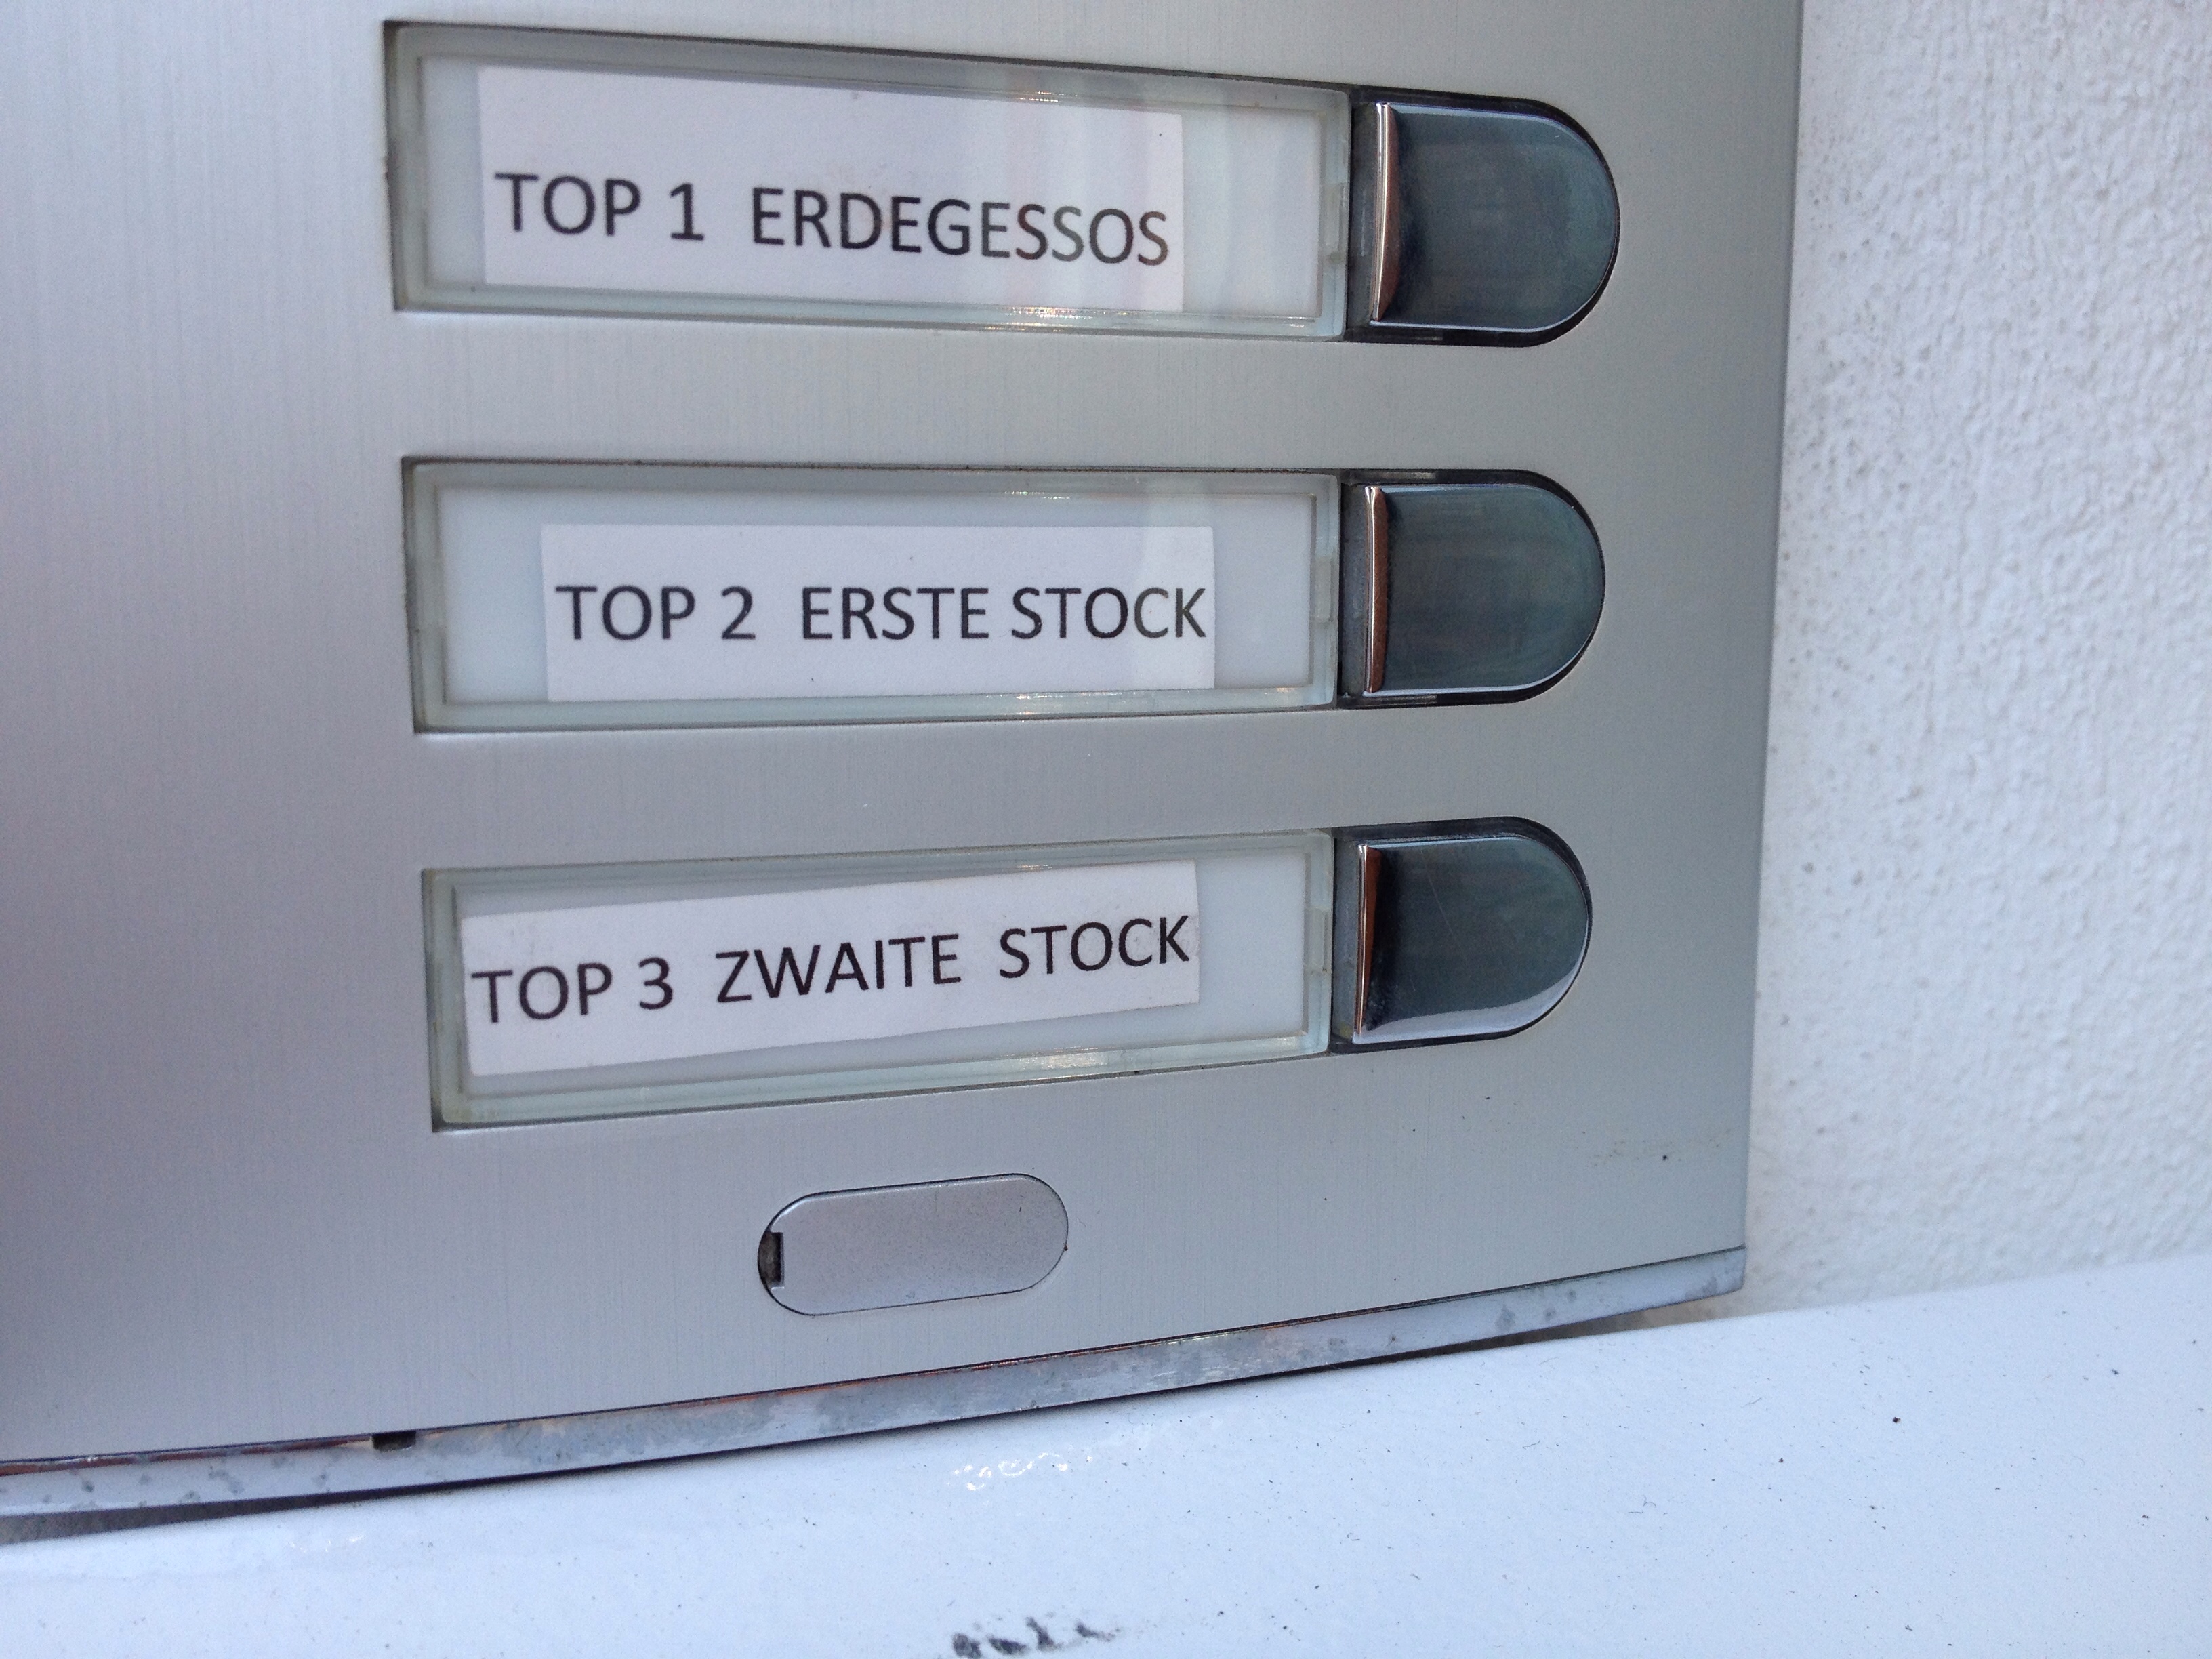 TOP 1 ERDEGESSOS
TOP 2 ERSTE STOCK
TOP 3 ZWAITE STOCK